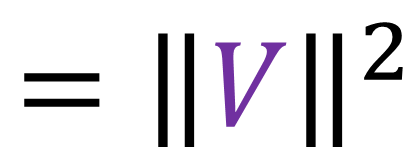 = ‖V‖²